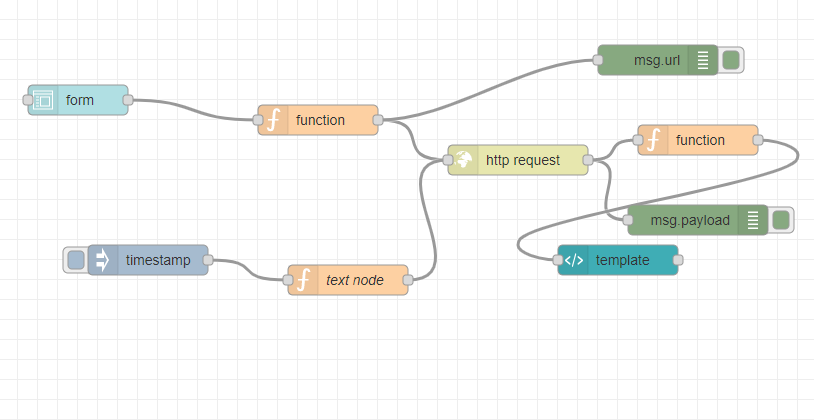 msg.url
form
function
function
http request
msg.payload
timestamp
</> template
text node